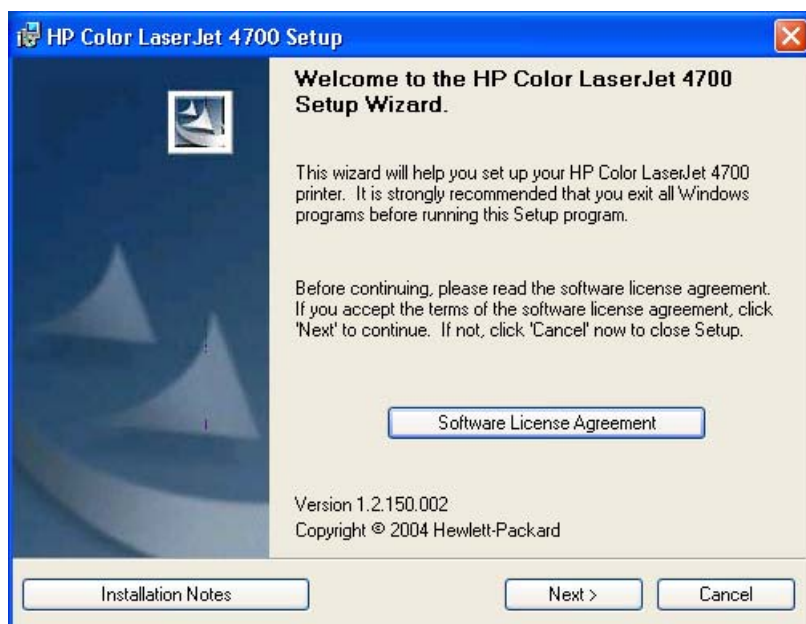 HP Color LaserJet 4700 Setup
Welcome to the HP Color LaserJet 4700
Setup Wizard.
This wizard will help you set up your HP Color LaserJet 4700
printer. It is strongly recommended that you exit all Windows
programs before running this Setup program.
Before continuing, please read the software license agreement.
If you accept the terms of the software license agreement, click
'Next' to continue. If not, click 'Cancel' now to close Setup.
Software License Agreement
Version 1.2.150.002
Copyright © 2004 Hewlett-Packard
Installation Notes
Next >
Cancel